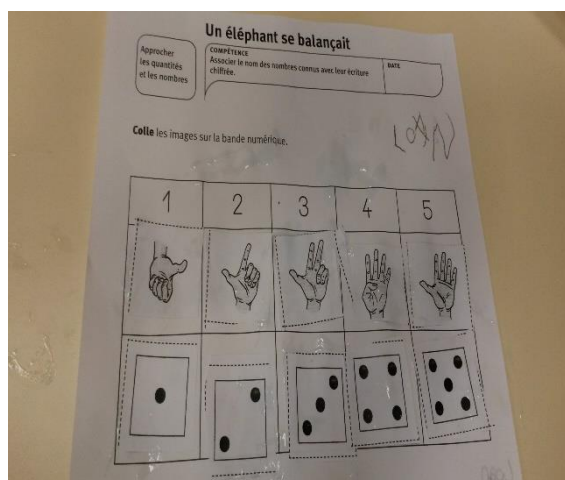 Un éléphant se balançait
Approcher
les quantités
et les nombres
COMPÉTENCE
Associer le nom des nombres connus avec leur écriture
chiffrée.
DATE
Colle les images sur la bande numérique.
LOAN
1 2 3 4 5